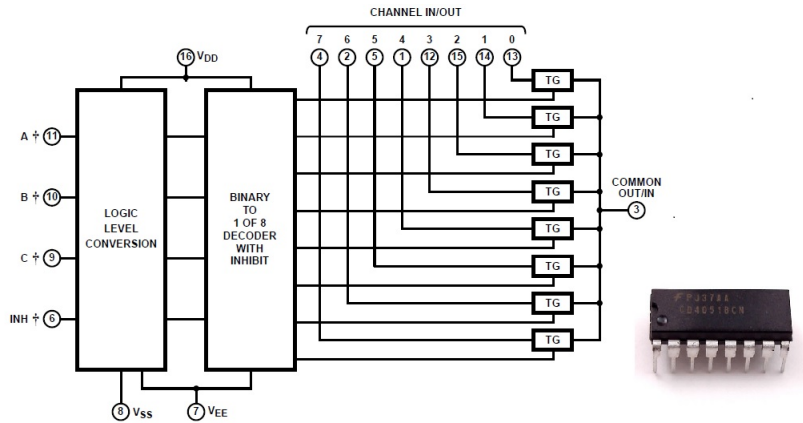 CHANNEL IN/OUT
7 6 5 4 3 2 1 0
4 2 5 1 12 15 14 13
16 VDD
TG
TG
TG
TG
TG
TG
TG
TG
A † 11
B † 10
C † 9
INH † 6
LOGIC
LEVEL
CONVERSION
BINARY
TO
1 OF 8
DECODER
WITH
INHIBIT
COMMON
OUT/IN
3
8 VSS
7 VEE
CD4051BCN